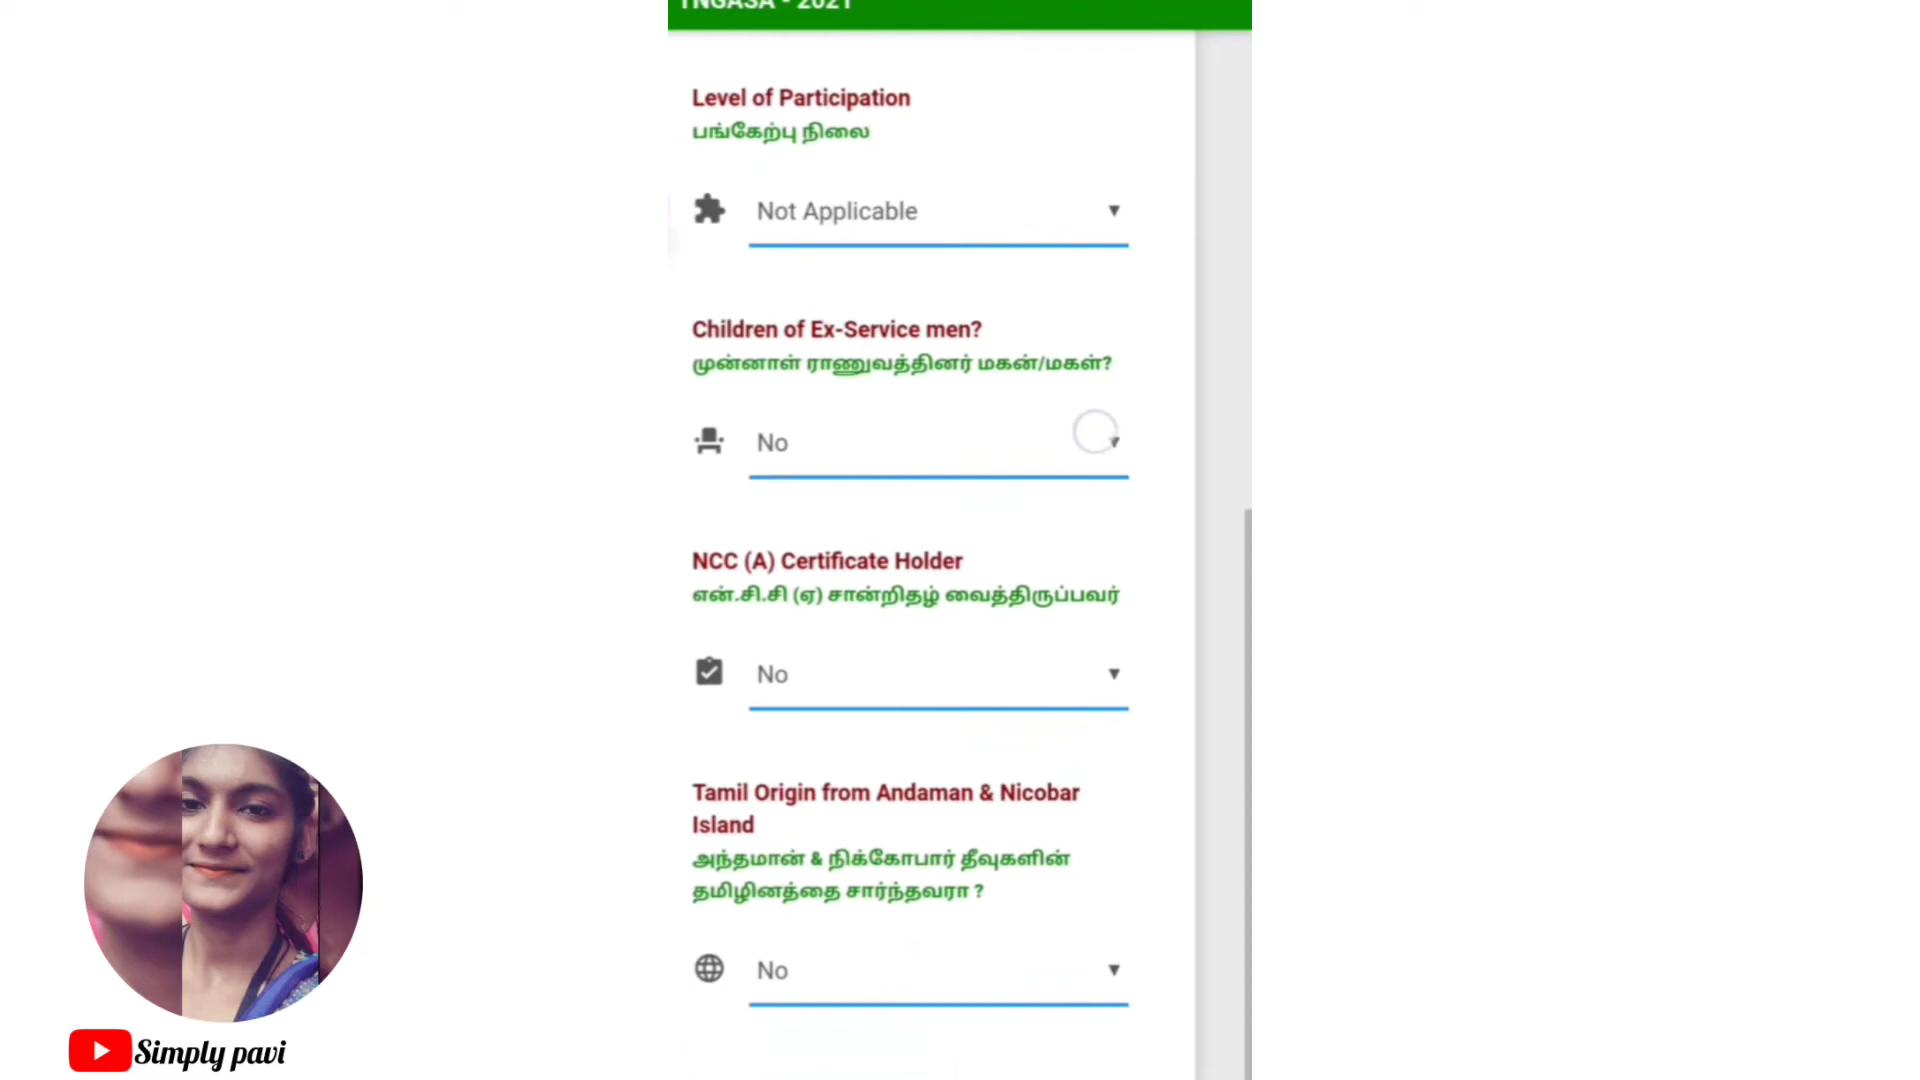 TNGASA - 2021
Level of Participation
பங்கேற்பு நிலை
Not Applicable
Children of Ex-Service men?
முன்னாள் ராணுவத்தினர் மகன்/மகள்?
No
NCC (A) Certificate Holder
என்.சி.சி (ஏ) சான்றிதழ் வைத்திருப்பவர்
No
Tamil Origin from Andaman & Nicobar
Island
அந்தமான் & நிக்கோபார் தீவுகளின்
தமிழினத்தை சார்ந்தவரா ?
No
Simply pavi